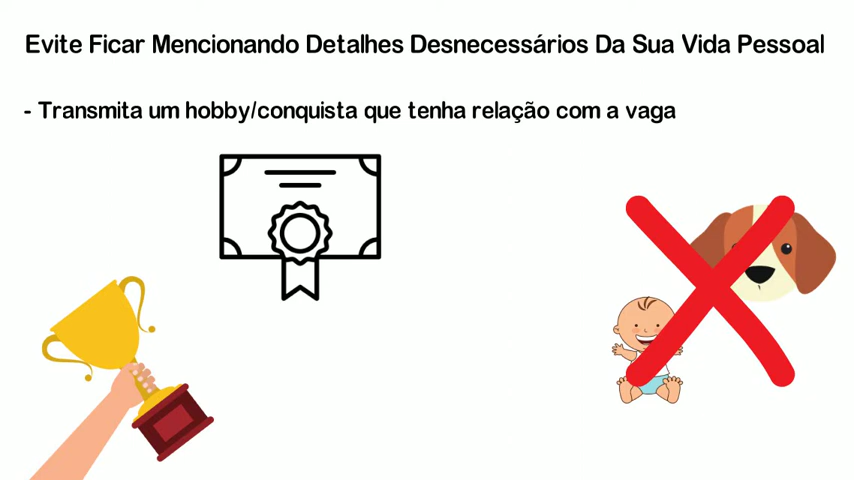 Evite Ficar Mencionando Detalhes Desnecessários Da Sua Vida Pessoal
- Transmita um hobby/conquista que tenha relação com a vaga